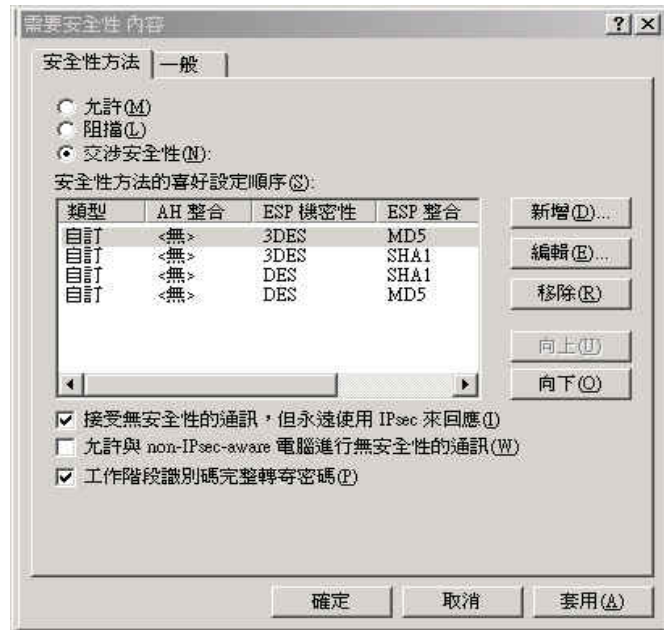 需要安全性 內容
安全性方法 一般
允許(M)
阻擋(L)
交涉安全性(N):
安全性方法的喜好設定順序(S):
類型 AH 整合 ESP 機密性 ESP 整合
自訂 <無> 3DES MD5
自訂 <無> 3DES SHA1
自訂 <無> DES SHA1
自訂 <無> DES MD5
新增(D)...
編輯(E)...
移除(R)
向上(U)
向下(O)
接受無安全性的通訊，但永遠使用 IPsec 來回應(I)
允許與 non-IPsec-aware 電腦進行無安全性的通訊(W)
工作階段識別碼完整轉寄密碼(P)
確定 取消 套用(A)